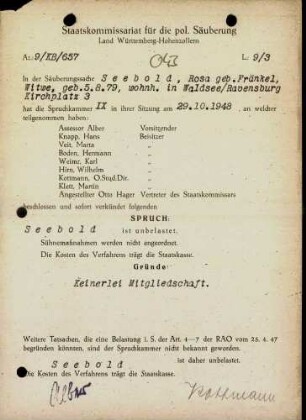 Staatskommissariat für die pol. Säuberung
Land Württemberg-Hohenzollern
Az: 9/KB/657
L: 9/3
In der Säuberungssache Seebold, Rosa geb. Fränkel,
Witwe, geb. 5.8.79, wohnh. in Waldsee/Ravensburg
Kirchplatz 3
hat die Spruchkammer IX in ihrer Sitzung am 29.10.1948, an welcher
teilgenommen haben:
Assessor Alber Vorsitzender
Knapp, Hans Beisitzer
Veit, Marta "
Boden, Hermann "
Weimer, Karl "
Hirn, Wilhelm "
Kottmann, O.Stud.Dir. "
Klett, Martin "
Angestellter Otto Hager Vertreter des Staatskommissars
beschlossen und sofort verkündet folgenden
SPRUCH:
Seebold ist unbelastet.
Sühnemaßnahmen werden nicht angeordnet.
Die Kosten des Verfahrens trägt die Staatskasse.
Gründe:
Keinerlei Mitgliedschaft.
Weitere Tatsachen, die eine Belastung i. S. der Art. 4—7 der RAO vom 25. 4. 47
begründen könnten, sind der Spruchkammer nicht bekannt geworden.
Seebold ist daher unbelastet.
Die Kosten des Verfahrens trägt die Staatskasse.
Alber Kottmann